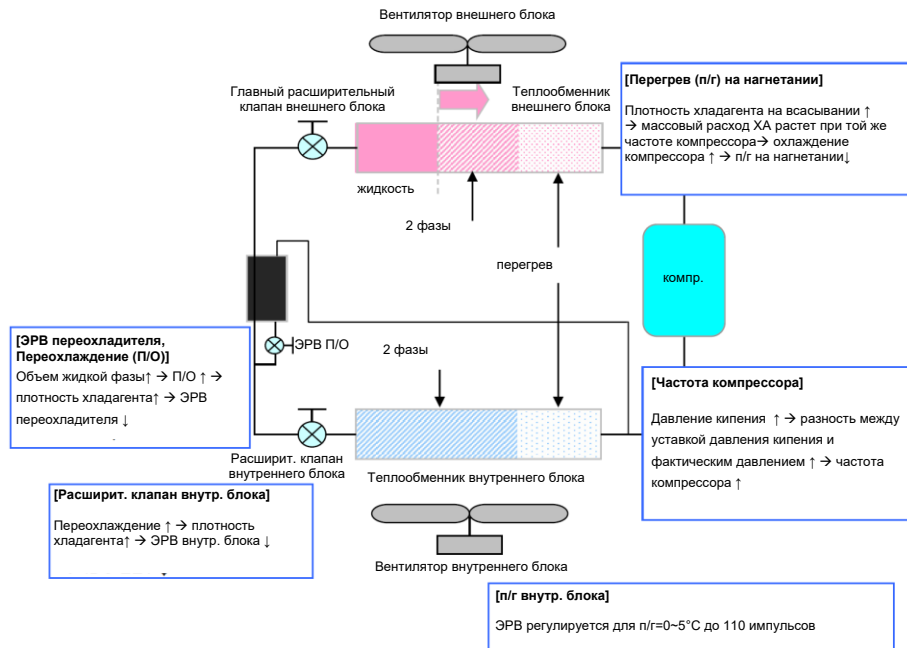 Вентилятор внешнего блока
Главный расширительный
клапан внешнего блока
Теплообменник
внешнего блока
[Перегрев (п/г) на нагнетании]
Плотность хладагента на всасывании ↑
→ массовый расход ХА растет при той же
частоте компрессора→ охлаждение
компрессора ↑ → п/г на нагнетании↓
жидкость
2 фазы
перегрев
компр.
[ЭРВ переохладителя,
Переохлаждение (П/О)]
Объем жидкой фазы↑ → П/О ↑ →
плотность хладагента↑ → ЭРВ
переохладителя ↓
ЭРВ П/О
2 фазы
[Частота компрессора]
Давление кипения ↑ → разность между
уставкой давления кипения и
фактическим давлением ↑ → частота
компрессора ↑
Расширит. клапан
внутреннего блока
Теплообменник внутреннего блока
[Расширит. клапан внутр. блока]
Переохлаждение ↑ → плотность
хладагента↑ → ЭРВ внутр. блока ↓
Вентилятор внутреннего блока
[п/г внутр. блока]
ЭРВ регулируется для п/г=0~5°C до 110 импульсов